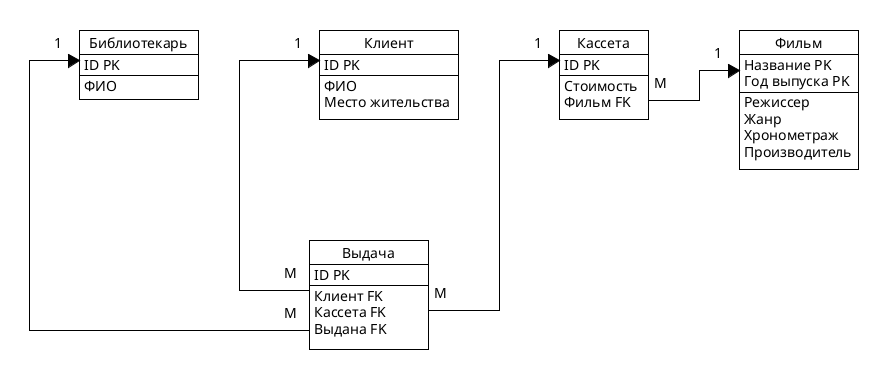 1
Библиотекарь
ID PK
ФИО
1
Клиент
ID PK
ФИО
Место жительства
1
Кассета
ID PK
Стоимость
Фильм FK
M
1
Фильм
Название PK
Год выпуска PK
Режиссер
Жанр
Хронометраж
Производитель
Выдача
ID PK
Клиент FK
Кассета FK
Выдана FK
M
M
M